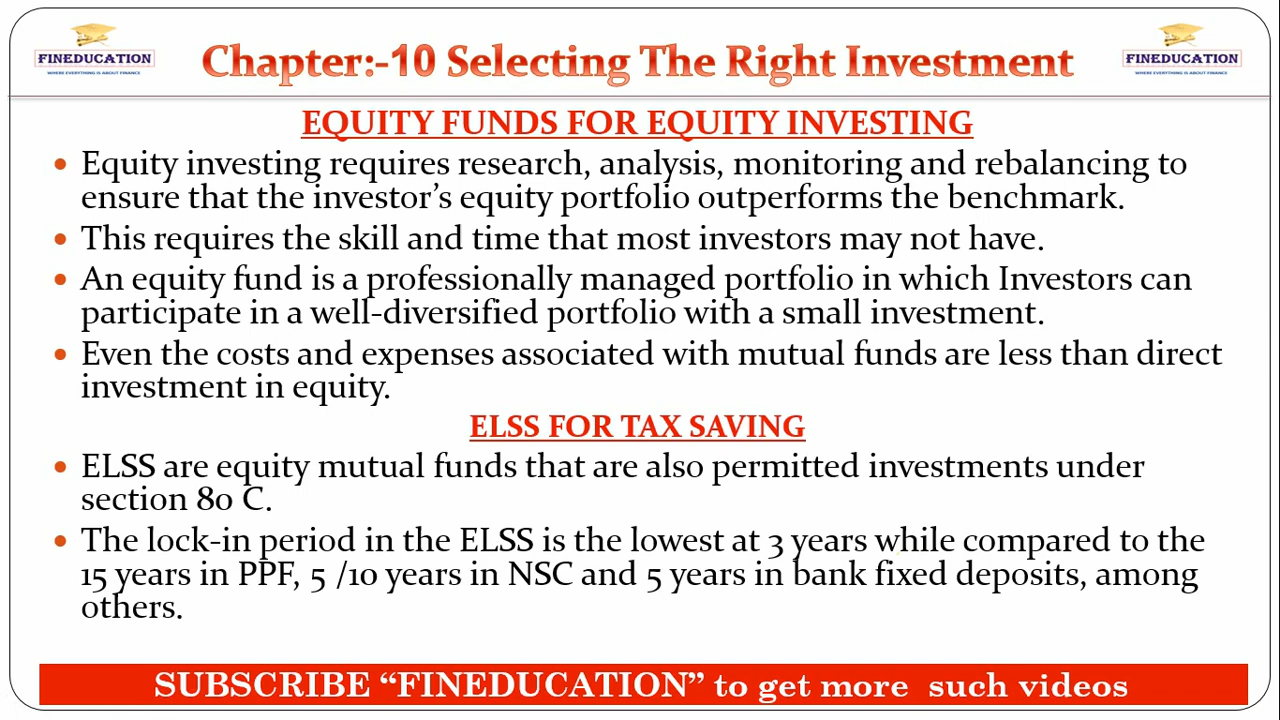 FINEDUCATION
WHERE EVERYTHING IS ABOUT FINANCE
Chapter:-10 Selecting The Right Investment
FINEDUCATION
WHERE EVERYTHING IS ABOUT FINANCE
EQUITY FUNDS FOR EQUITY INVESTING
• Equity investing requires research, analysis, monitoring and rebalancing to
ensure that the investor’s equity portfolio outperforms the benchmark.
• This requires the skill and time that most investors may not have.
• An equity fund is a professionally managed portfolio in which Investors can
participate in a well-diversified portfolio with a small investment.
• Even the costs and expenses associated with mutual funds are less than direct
investment in equity.
ELSS FOR TAX SAVING
• ELSS are equity mutual funds that are also permitted investments under
section 80 C.
• The lock-in period in the ELSS is the lowest at 3 years while compared to the
15 years in PPF, 5 /10 years in NSC and 5 years in bank fixed deposits, among
others.
SUBSCRIBE “FINEDUCATION” to get more such videos